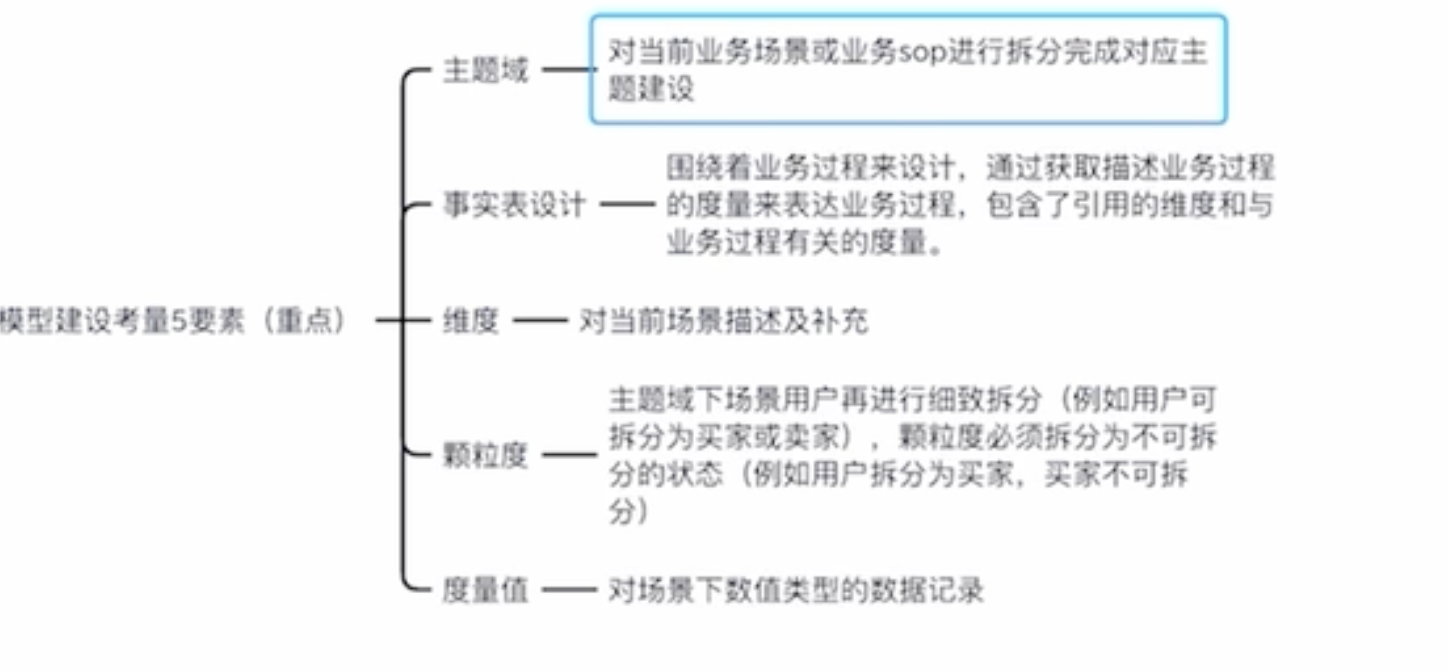 主题域
对当前业务场景或业务sop进行拆分完成对应主
题建设
事实表设计
围绕着业务过程来设计，通过获取描述业务过程
的度量来表达业务过程，包含了引用的维度和与
业务过程有关的度量。
模型建设考量5要素（重点）
维度
对当前场景描述及补充
颗粒度
主题域下场景用户再进行细致拆分（例如用户可
拆分为买家或卖家），颗粒度必须拆分为不可拆
分的状态（例如用户拆分为买家，买家不可拆
分）
度量值
对场景下数值类型的数据记录